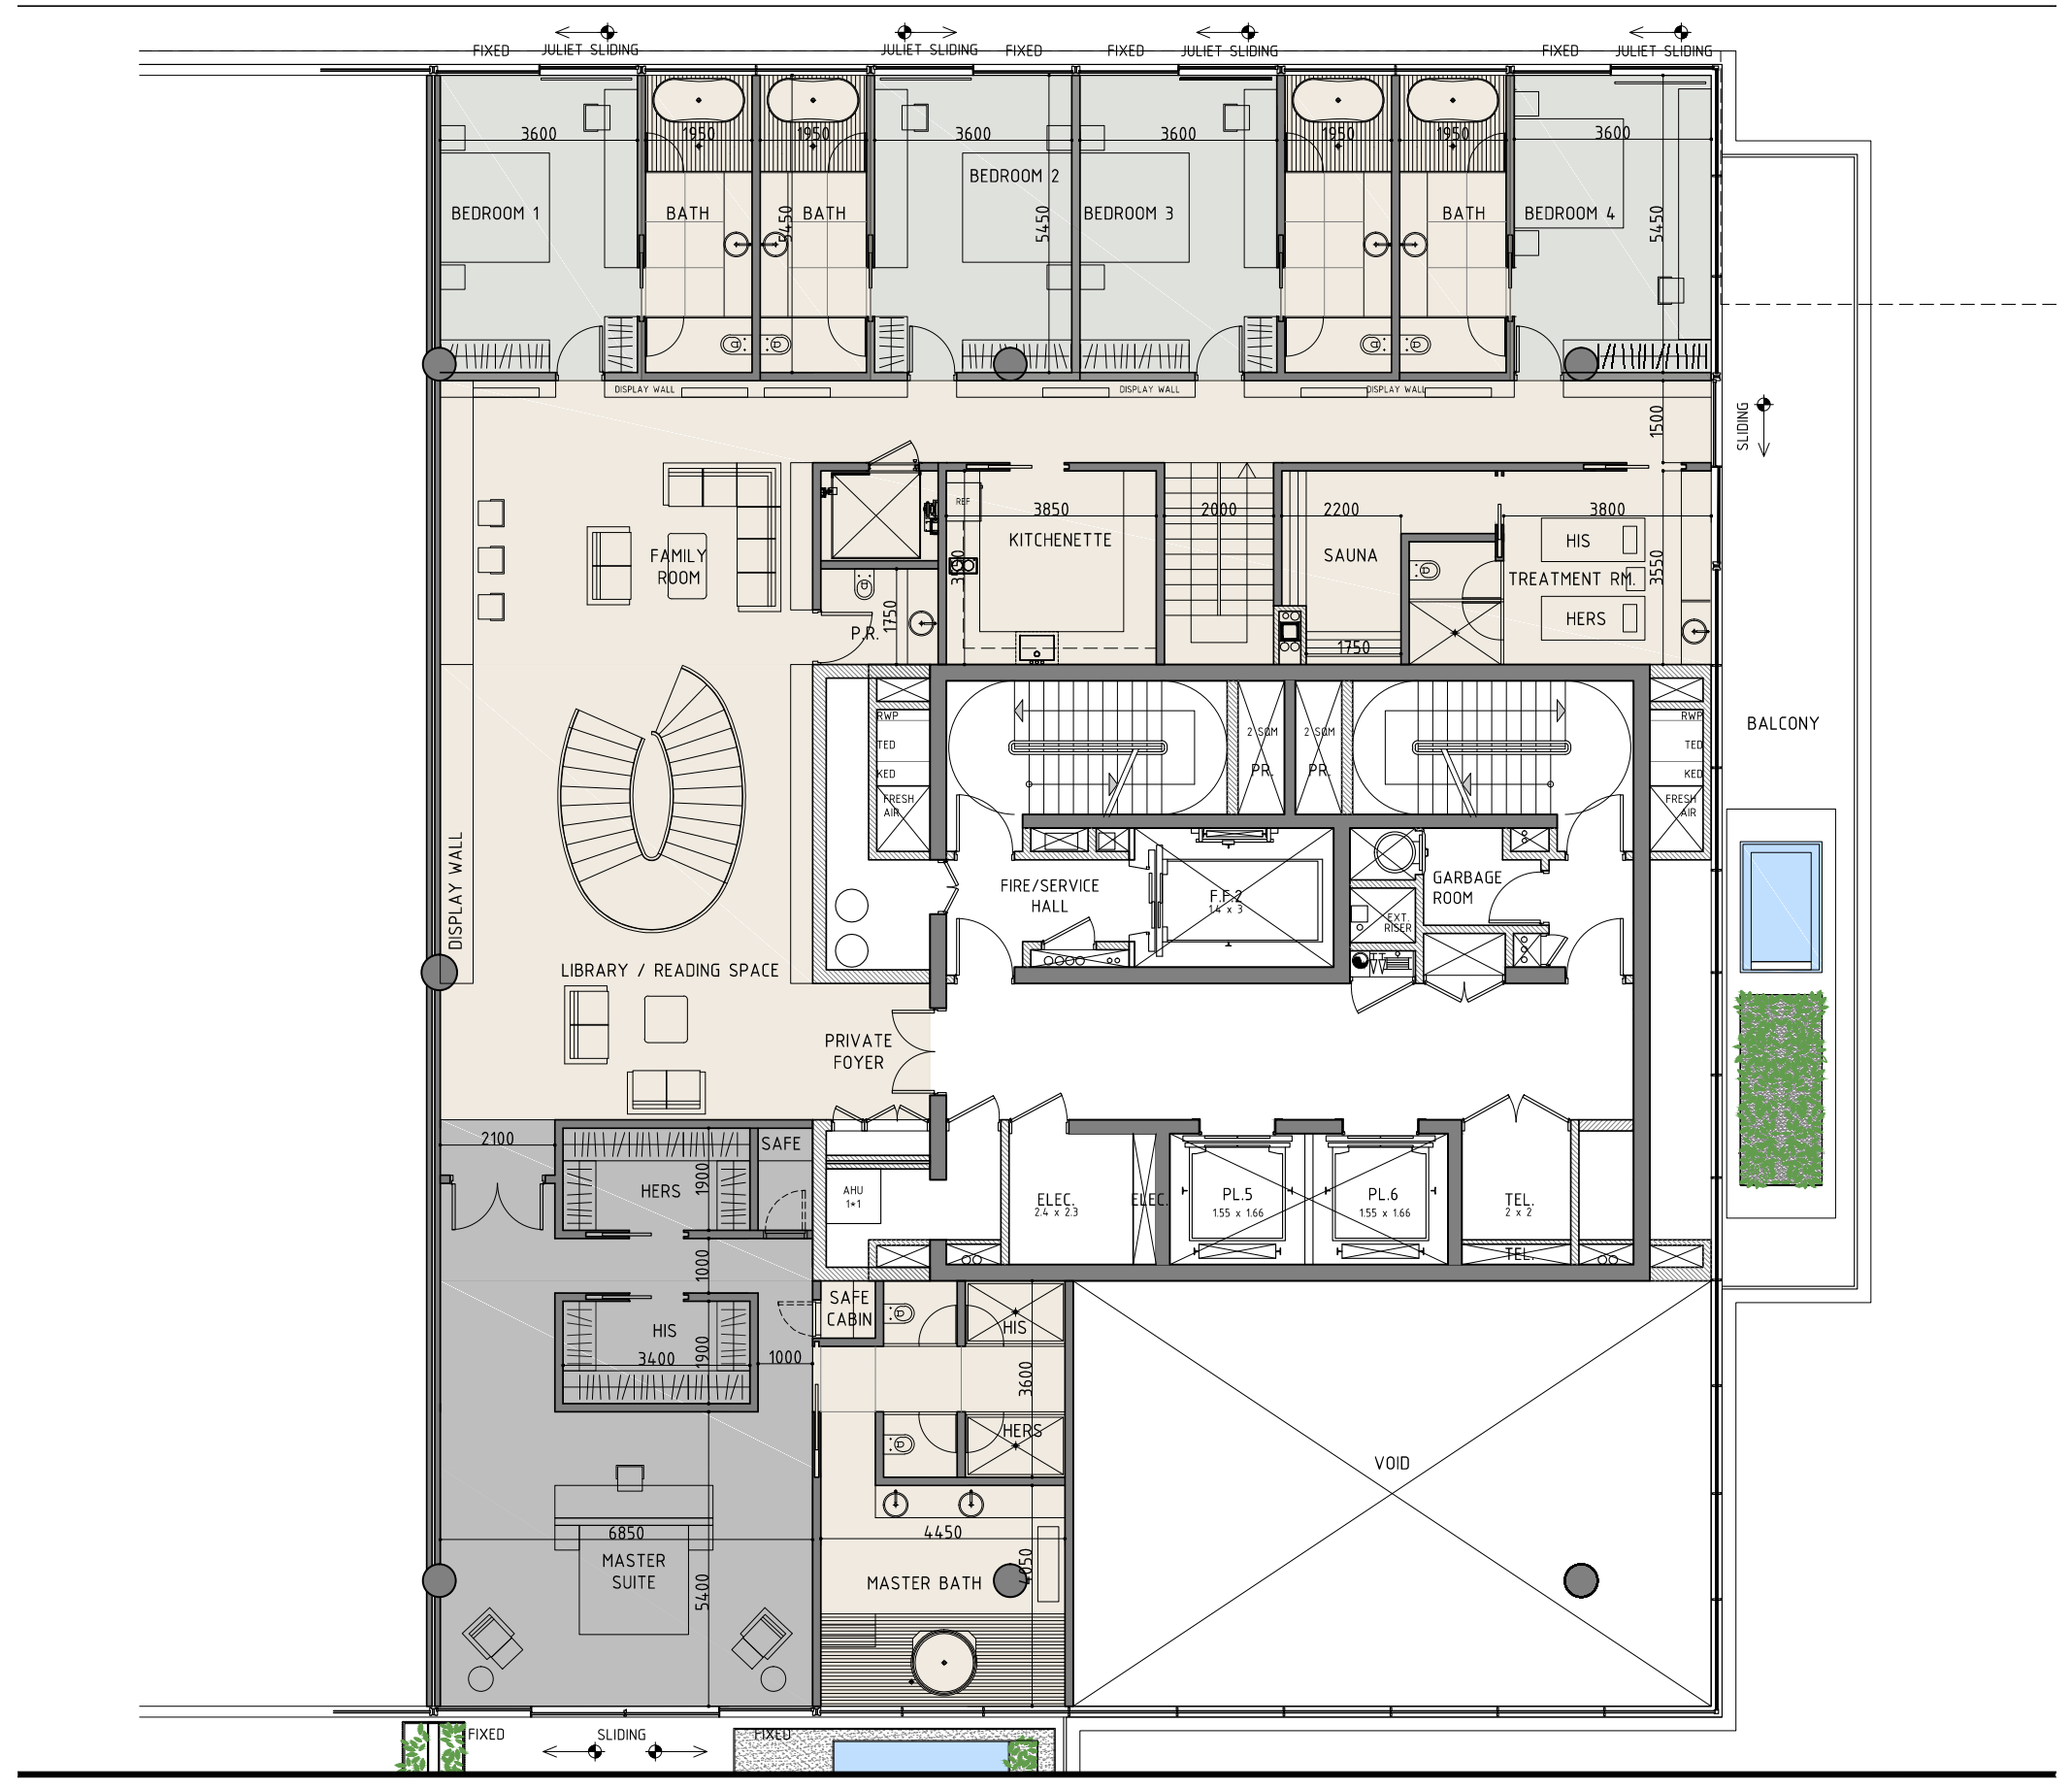 FIXED
JULIET SLIDING
JULIET SLIDING
FIXED
FIXED
JULIET SLIDING
FIXED
JULIET SLIDING
3600
1950
1950
3600
3600
1950
1950
3600
BEDROOM 1
BATH
5450
BATH
BEDROOM 2
5450
BEDROOM 3
BATH
BEDROOM 4
5450
DISPLAY WALL
DISPLAY WALL
DISPLAY WALL
1500
SLIDING
REF
3850
KITCHENETTE
2000
2200
SAUNA
3800
HIS
TREATMENT RM.
HERS
3550
1750
FAMILY
ROOM
P.R.
1750
RWP
TED
KED
FRESH
AIR
2 SQM
PR.
2 SQM
PR.
RWP
TED
KED
FRESH
AIR
BALCONY
DISPLAY WALL
FIRE/SERVICE
HALL
F.F.2
1.4 x 3
GARBAGE
ROOM
EXT.
RISER
LIBRARY / READING SPACE
PRIVATE
FOYER
2100
SAFE
HERS
1900
AHU
1*1
ELEC.
2.4 x 2.3
ELEC.
PL.5
1.55 x 1.66
PL.6
1.55 x 1.66
TEL.
2 x 2
TEL.
1000
HIS
3400
1900
1000
SAFE
CABIN
HIS
3600
HERS
VOID
6850
MASTER
SUITE
5400
4450
MASTER BATH
4050
FIXED
SLIDING
FIXED